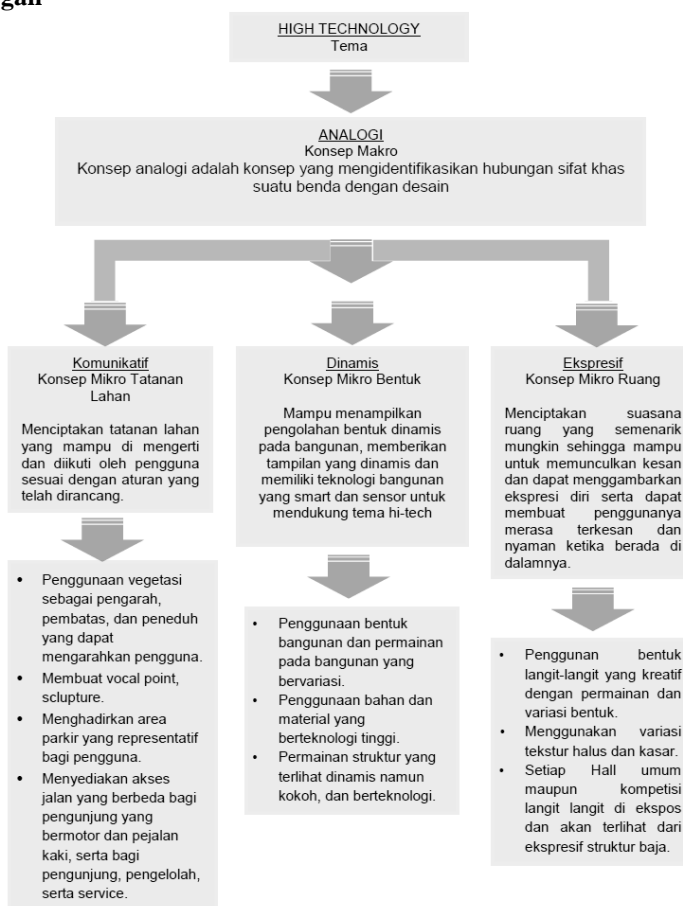 HIGH TECHNOLOGY
Tema
ANALOGI
Konsep Makro
Konsep analogi adalah konsep yang mengidentifikasikan hubungan sifat khas
suatu benda dengan desain
Komunikatif
Konsep Mikro Tatanan
Lahan
Menciptakan tatanan lahan
yang mampu di mengerti
dan diikuti oleh pengguna
sesuai dengan aturan yang
telah dirancang.
• Penggunaan vegetasi
sebagai pengarah,
pembatas, dan peneduh
yang dapat
mengarahkan pengguna.
• Membuat vocal point,
sclupture.
• Menghadirkan area
parkir yang representatif
bagi pengguna.
• Menyediakan akses
jalan yang berbeda bagi
pengunjung yang
bermotor dan pejalan
kaki, serta bagi
pengunjung, pengelolah,
serta service.
Dinamis
Konsep Mikro Bentuk
Mampu menampilkan
pengolahan bentuk dinamis
pada bangunan, memberikan
tampilan yang dinamis dan
memiliki teknologi bangunan
yang smart dan sensor untuk
mendukung tema hi-tech
• Penggunaan bentuk
bangunan dan permainan
pada bangunan yang
bervariasi.
• Penggunaan bahan dan
material yang
berteknologi tinggi.
• Permainan struktur yang
terlihat dinamis namun
kokoh, dan berteknologi.
Ekspresif
Konsep Mikro Ruang
Menciptakan suasana
ruang yang semenarik
mungkin sehingga mampu
untuk memunculkan kesan
dan dapat menggambarkan
ekspresi diri serta dapat
membuat penggunanya
merasa terkesan dan
nyaman ketika berada di
dalamnya.
• Penggunan bentuk
langit-langit yang kreatif
dengan permainan dan
variasi bentuk.
• Menggunakan variasi
tekstur halus dan kasar.
• Setiap Hall umum
maupun kompetisi
langit langit di ekspos
dan akan terlihat dari
ekspresif struktur baja.